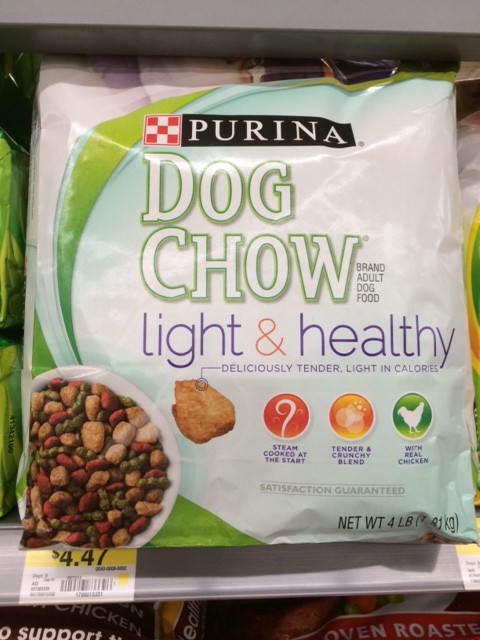 PURINA
DOG
CHOW
BRAND
ADULT
DOG
FOOD
light & healthy
DELICIOUSLY TENDER, LIGHT IN CALORIES
STEAM
COOKED AT
THE START
TENDER &
CRUNCHY
BLEND
WITH
REAL
CHICKEN
SATISFACTION GUARANTEED
NET WT 4 LB
$4.47
CHICKEN
support
OVEN ROASTE